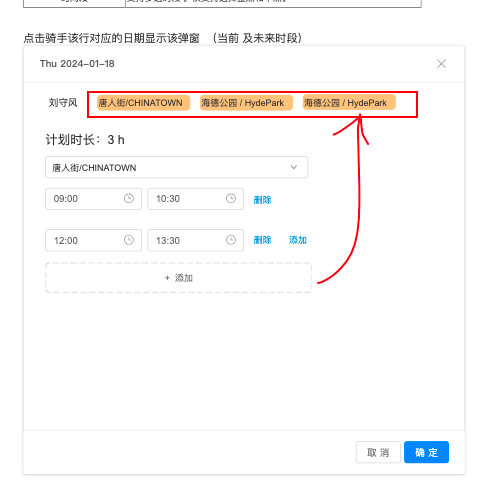 点击骑手该行对应的日期显示该弹窗 （当前 及未来时段）
Thu 2024-01-18
刘守风 唐人街/CHINATOWN 海德公园 / HydePark 海德公园 / HydePark
计划时长：3 h
唐人街/CHINATOWN
09:00 10:30 删除
12:00 13:30 删除 添加
+ 添加
取 消 确 定